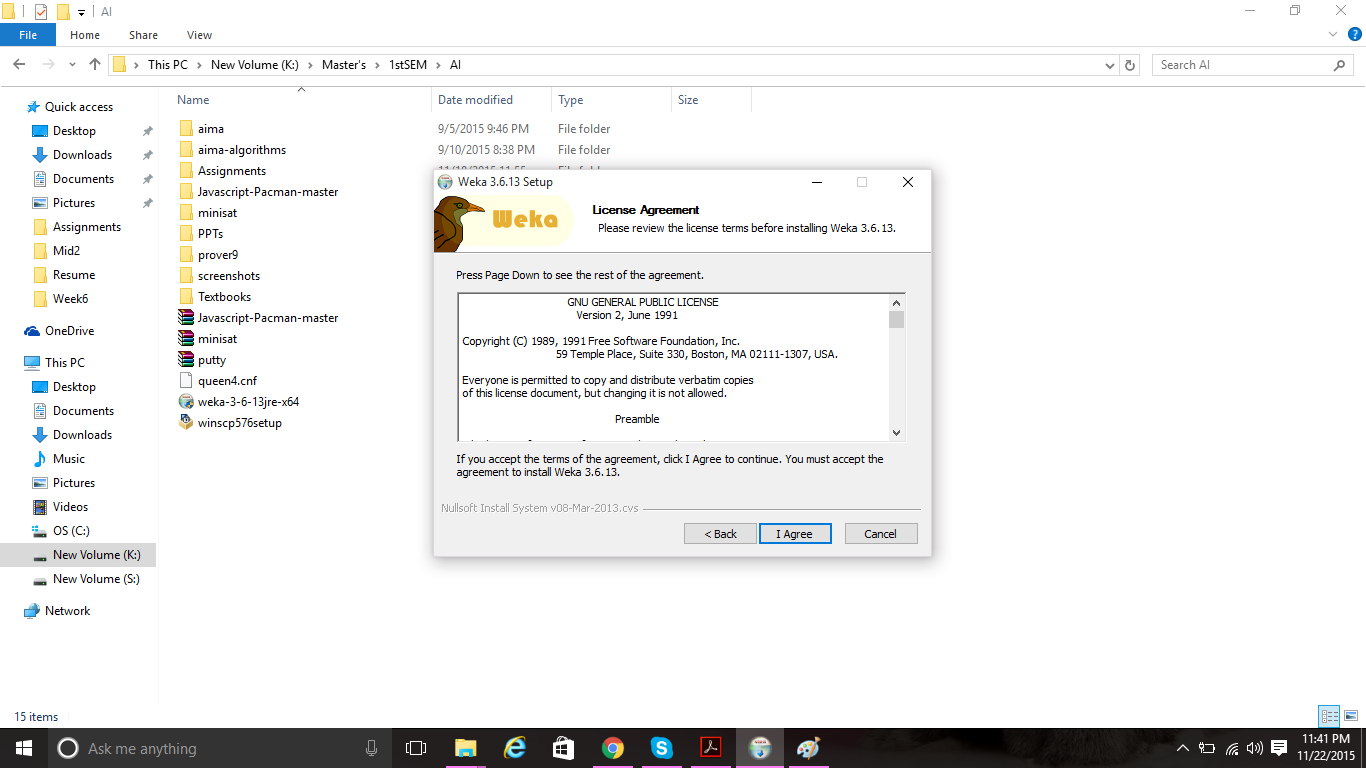 AI
File Home Share View
This PC New Volume (K:) Master's 1stSEM AI
Search AI
Name Date modified Type Size
Quick access
Desktop
Downloads
Documents
Pictures
Assignments
Mid2
Resume
Week6
OneDrive
This PC
Desktop
Documents
Downloads
Music
Pictures
Videos
OS (C:)
New Volume (K:)
New Volume (S:)
Network
aima 9/5/2015 9:46 PM File folder
aima-algorithms 9/10/2015 8:38 PM File folder
Assignments
Javascript-Pacman-master
minisat
PPTs
prover9
screenshots
Textbooks
Javascript-Pacman-master
minisat
putty
queen4.cnf
weka-3-6-13jre-x64
winscp576setup
Weka 3.6.13 Setup
Weka
License Agreement
Please review the license terms before installing Weka 3.6.13.
Press Page Down to see the rest of the agreement.
GNU GENERAL PUBLIC LICENSE
Version 2, June 1991
Copyright (C) 1989, 1991 Free Software Foundation, Inc.
59 Temple Place, Suite 330, Boston, MA 02111-1307, USA.
Everyone is permitted to copy and distribute verbatim copies
of this license document, but changing it is not allowed.
Preamble
If you accept the terms of the agreement, click I Agree to continue. You must accept the
agreement to install Weka 3.6.13.
Nullsoft Install System v08-Mar-2013.cvs
< Back I Agree Cancel
15 items
Ask me anything
11:41 PM
11/22/2015